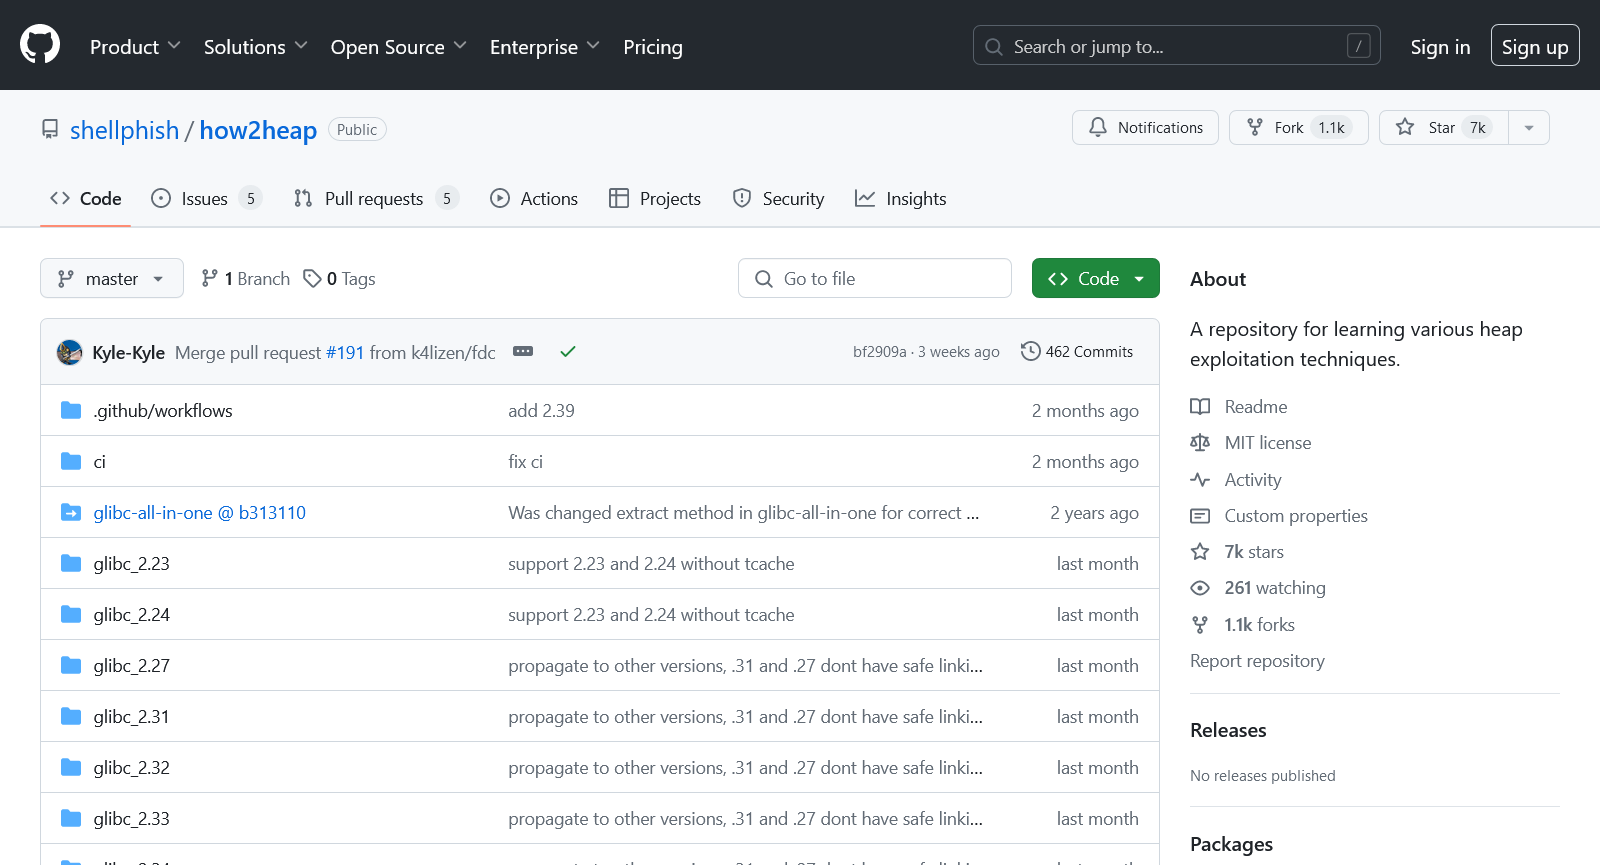 Product Solutions Open Source Enterprise Pricing Search or jump to... / Sign in Sign up
shellphish / how2heap Public Notifications Fork 1.1k Star 7k
Code Issues 5 Pull requests 5 Actions Projects Security Insights
master 1 Branch 0 Tags Go to file Code
Kyle-Kyle Merge pull request #191 from k4lizen/fdc bf2909a · 3 weeks ago 462 Commits
.github/workflows add 2.39 2 months ago
ci fix ci 2 months ago
glibc-all-in-one @ b313110 Was changed extract method in glibc-all-in-one for correct ... 2 years ago
glibc_2.23 support 2.23 and 2.24 without tcache last month
glibc_2.24 support 2.23 and 2.24 without tcache last month
glibc_2.27 propagate to other versions, .31 and .27 dont have safe linki... last month
glibc_2.31 propagate to other versions, .31 and .27 dont have safe linki... last month
glibc_2.32 propagate to other versions, .31 and .27 dont have safe linki... last month
glibc_2.33 propagate to other versions, .31 and .27 dont have safe linki... last month
About
A repository for learning various heap
exploitation techniques.
Readme
MIT license
Activity
Custom properties
7k stars
261 watching
1.1k forks
Report repository
Releases
No releases published
Packages